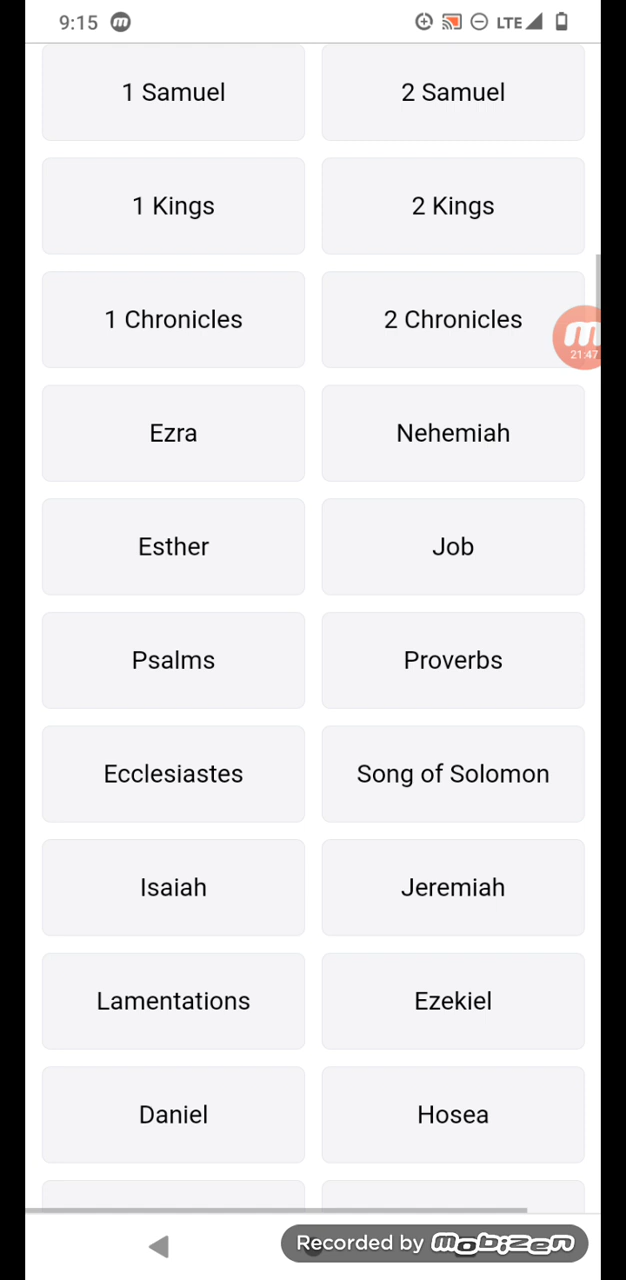 9:15 m LTE
1 Samuel 2 Samuel
1 Kings 2 Kings
1 Chronicles 2 Chronicles
m
21:47
Ezra Nehemiah
Esther Job
Psalms Proverbs
Ecclesiastes Song of Solomon
Isaiah Jeremiah
Lamentations Ezekiel
Daniel Hosea
Recorded by mobizen